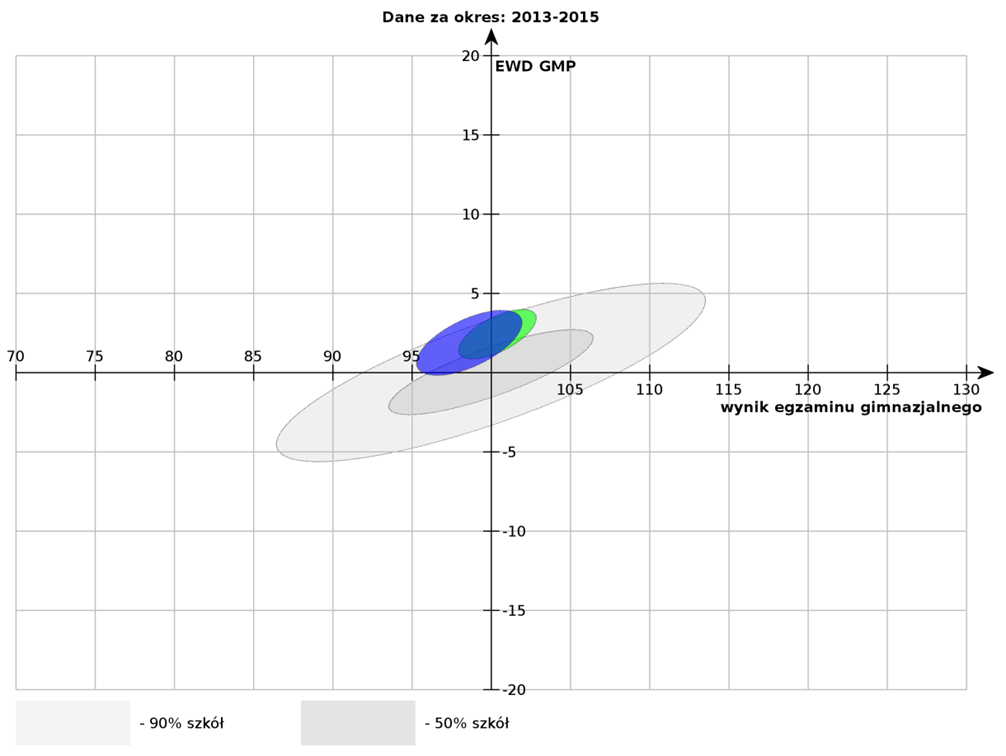 Dane za okres: 2013-2015
20
EWD GMP
15
10
5
70 75 80 85 90 95
105 110 115 120 125 130
wynik egzaminu gimnazjalnego
-5
-10
-15
-20
- 90% szkół - 50% szkół